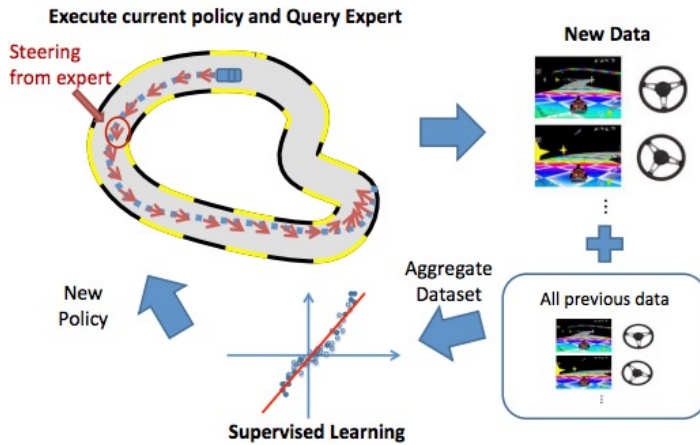 Execute current policy and Query Expert
Steering
from expert
New Data
⋮
Aggregate
Dataset
All previous data
⋮
New
Policy
Supervised Learning